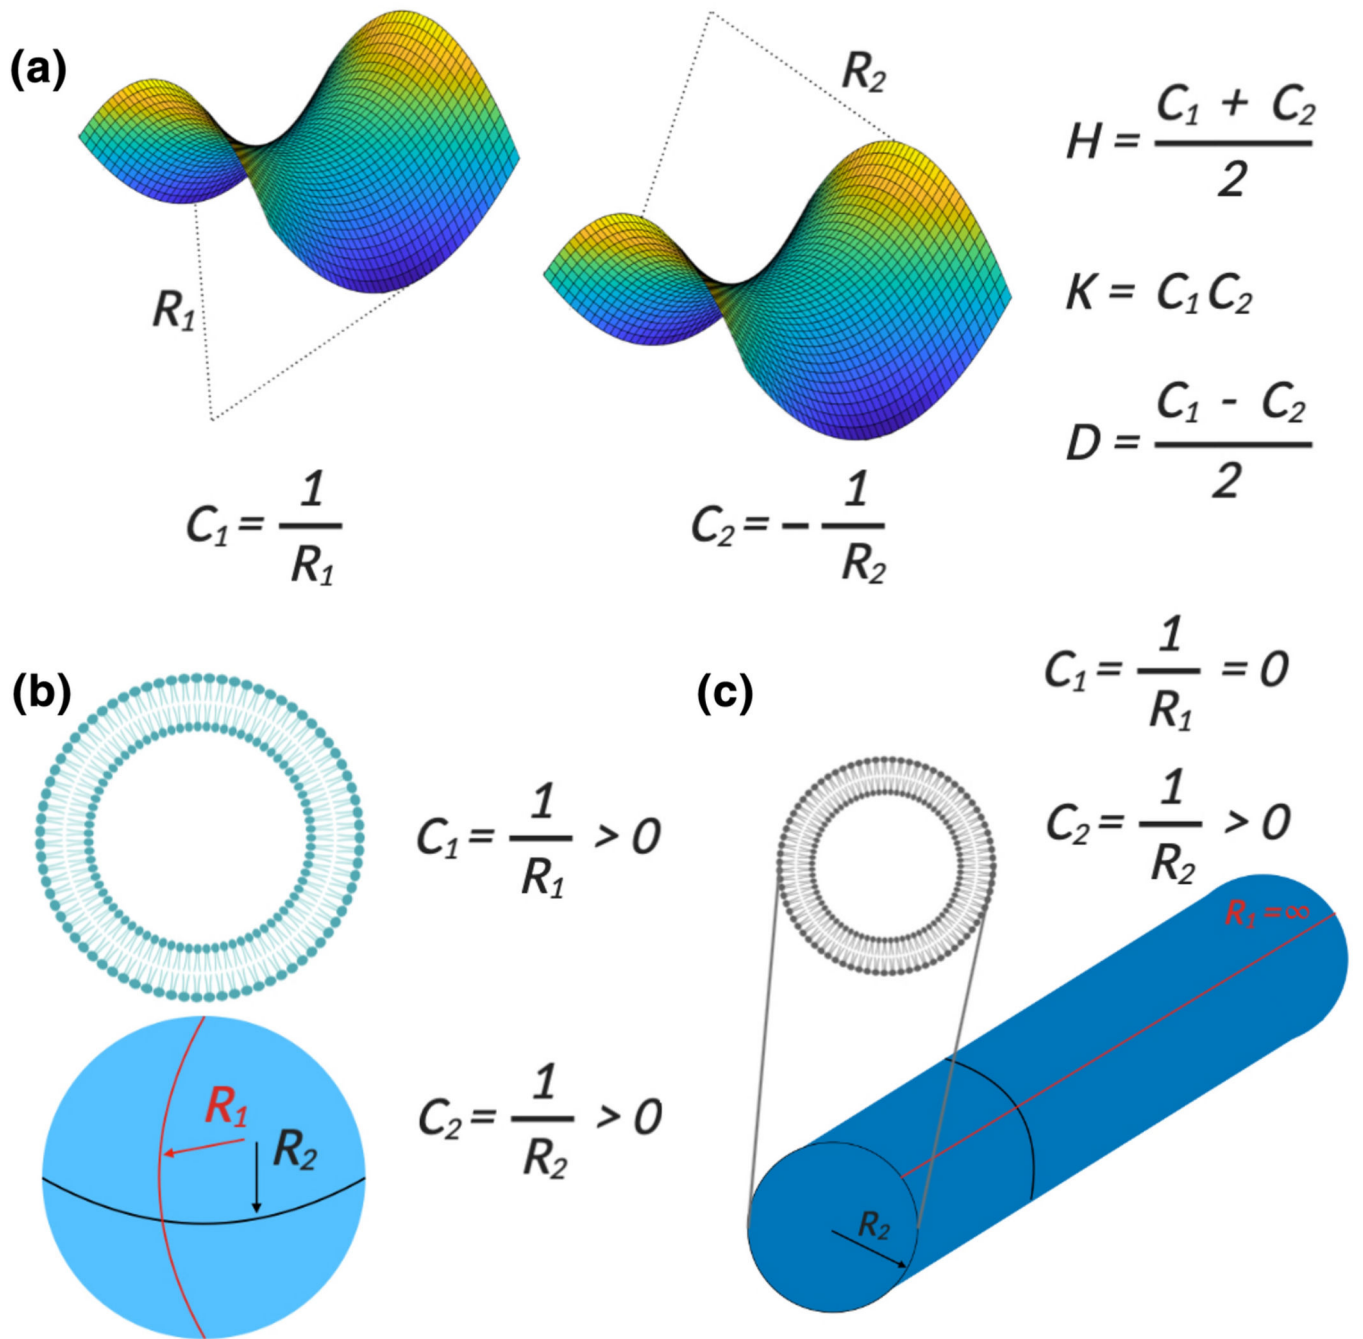 (a)
R₁
R₂
H = (C₁ + C₂) / 2
K = C₁C₂
D = (C₁ - C₂) / 2
C₁ = 1 / R₁
C₂ = – 1 / R₂
(b)
C₁ = 1 / R₁ > 0
R₁
R₂
C₂ = 1 / R₂ > 0
(c)
C₁ = 1 / R₁ = 0
C₂ = 1 / R₂ > 0
R₁ = ∞
R₂